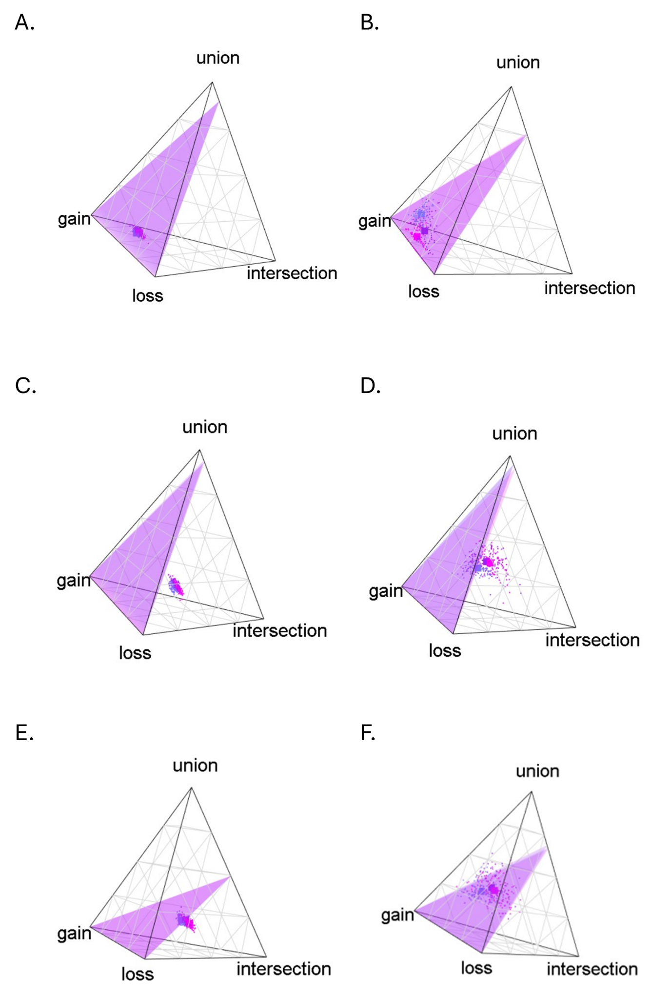 A.
B.
union
union
gain
gain
intersection
loss
intersection
loss
C.
D.
union
union
gain
gain
intersection
intersection
loss
loss
E.
F.
union
union
gain
gain
intersection
intersection
loss
loss